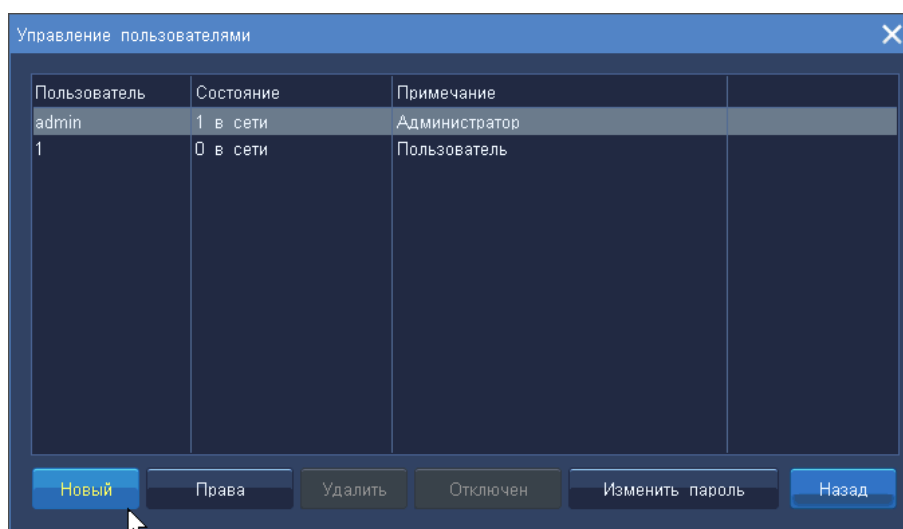 Управление пользователями
Пользователь Состояние Примечание
admin 1 в сети Администратор
1 0 в сети Пользователь
Новый Права Удалить Отключен Изменить пароль Назад